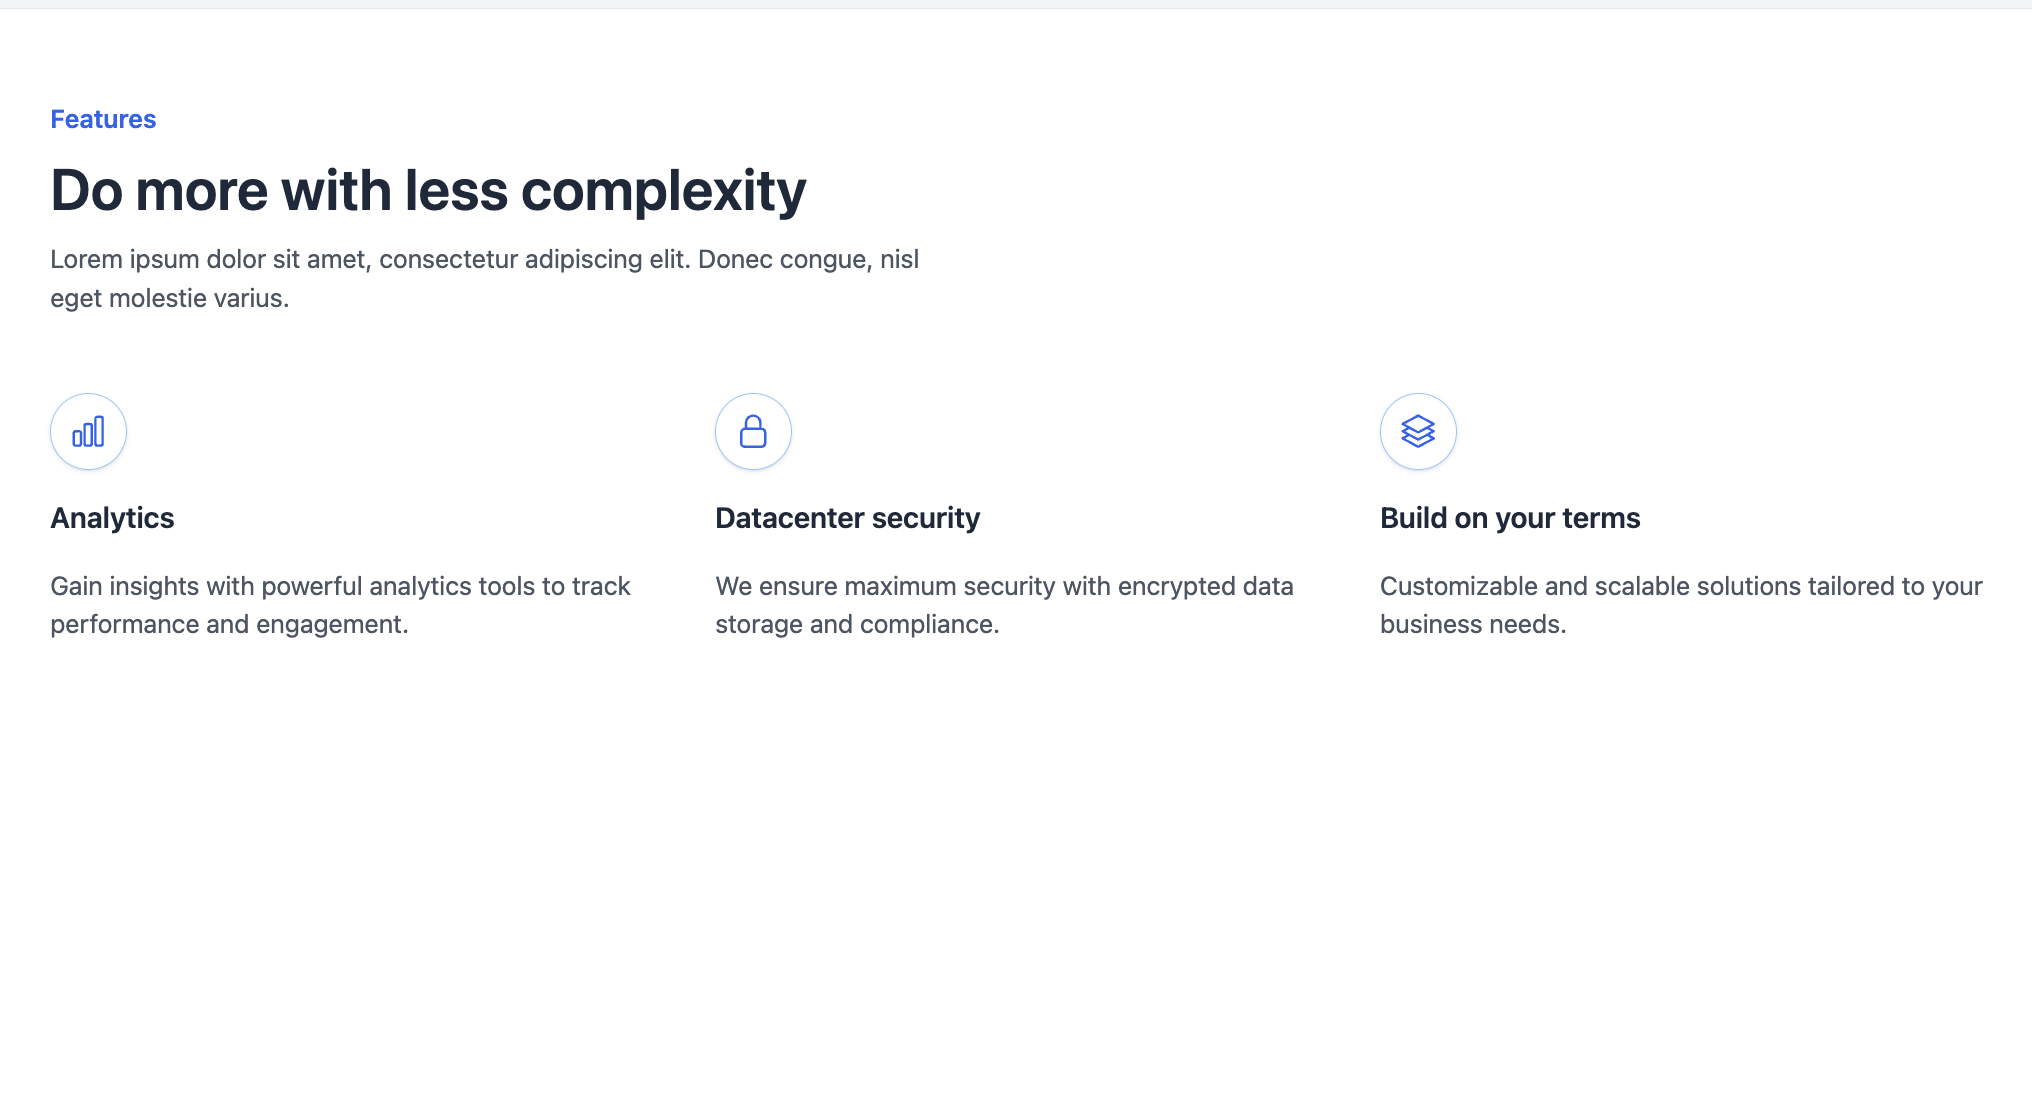 Features
Do more with less complexity
Lorem ipsum dolor sit amet, consectetur adipiscing elit. Donec congue, nisl
eget molestie varius.
Analytics
Gain insights with powerful analytics tools to track
performance and engagement.
Datacenter security
We ensure maximum security with encrypted data
storage and compliance.
Build on your terms
Customizable and scalable solutions tailored to your
business needs.